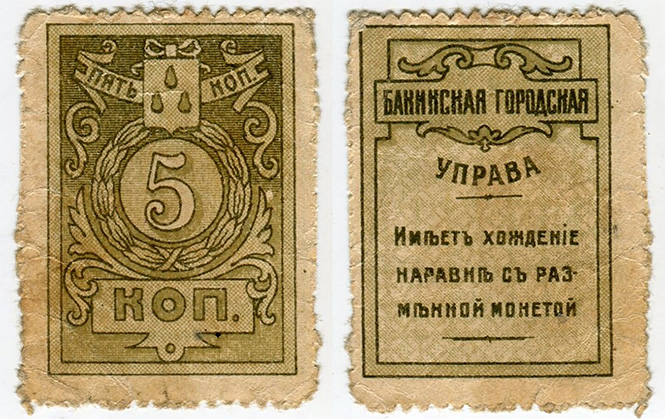 ПЯТЬ КОП.
5
КОП.
БАКИНСКАЯ ГОРОДСКАЯ
УПРАВА
Имѣетъ хожденіе
наравнѣ съ раз-
мѣнной монетой